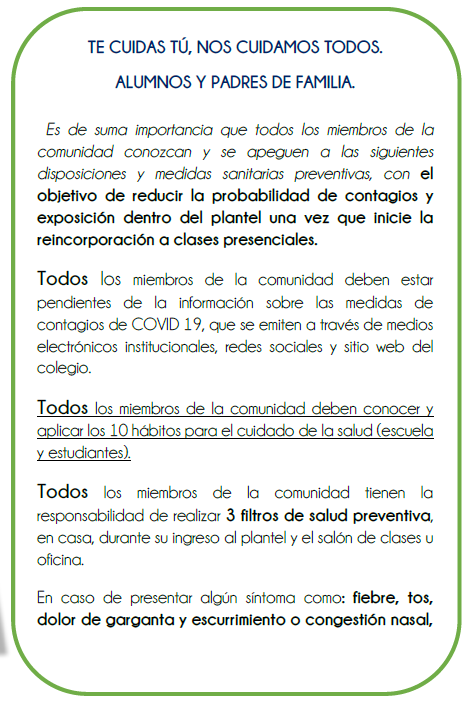 TE CUIDAS TÚ, NOS CUIDAMOS TODOS.
ALUMNOS Y PADRES DE FAMILIA.
Es de suma importancia que todos los miembros de la
comunidad conozcan y se apeguen a las siguientes
disposiciones y medidas sanitarias preventivas, con el
objetivo de reducir la probabilidad de contagios y
exposición dentro del plantel una vez que inicie la
reincorporación a clases presenciales.
Todos los miembros de la comunidad deben estar
pendientes de la información sobre las medidas de
contagios de COVID 19, que se emiten a través de medios
electrónicos institucionales, redes sociales y sitio web del
colegio.
Todos los miembros de la comunidad deben conocer y
aplicar los 10 hábitos para el cuidado de la salud (escuela
y estudiantes).
Todos los miembros de la comunidad tienen la
responsabilidad de realizar 3 filtros de salud preventiva,
en casa, durante su ingreso al plantel y el salón de clases u
oficina.
En caso de presentar algún síntoma como: fiebre, tos,
dolor de garganta y escurrimiento o congestión nasal,